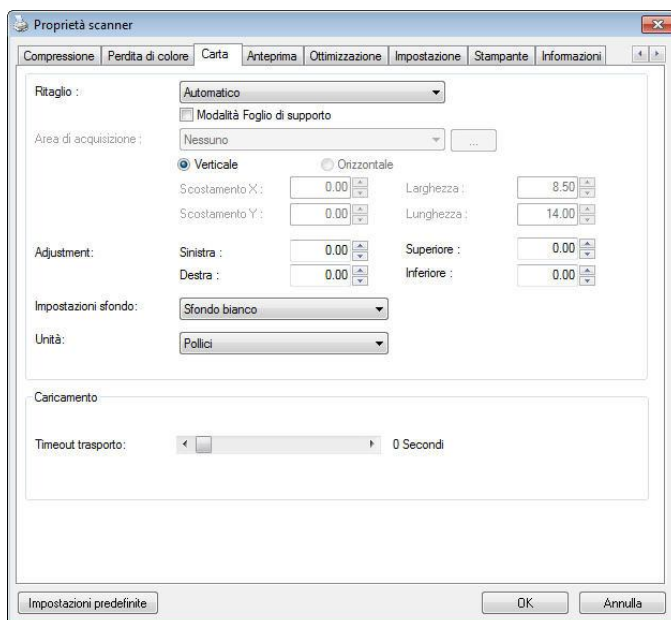 Proprietà scanner
Compressione Perdita di colore Carta Anteprima Ottimizzazione Impostazione Stampante Informazioni
Ritaglio : Automatico
Modalità Foglio di supporto
Area di acquisizione : Nessuno ...
Verticale Orizzontale
Scostamento X : 0.00 Larghezza : 8.50
Scostamento Y : 0.00 Lunghezza : 14.00
Adjustment: Sinistra : 0.00 Superiore : 0.00
Destra : 0.00 Inferiore : 0.00
Impostazioni sfondo: Sfondo bianco
Unità: Pollici
Caricamento
Timeout trasporto: 0 Secondi
Impostazioni predefinite OK Annulla